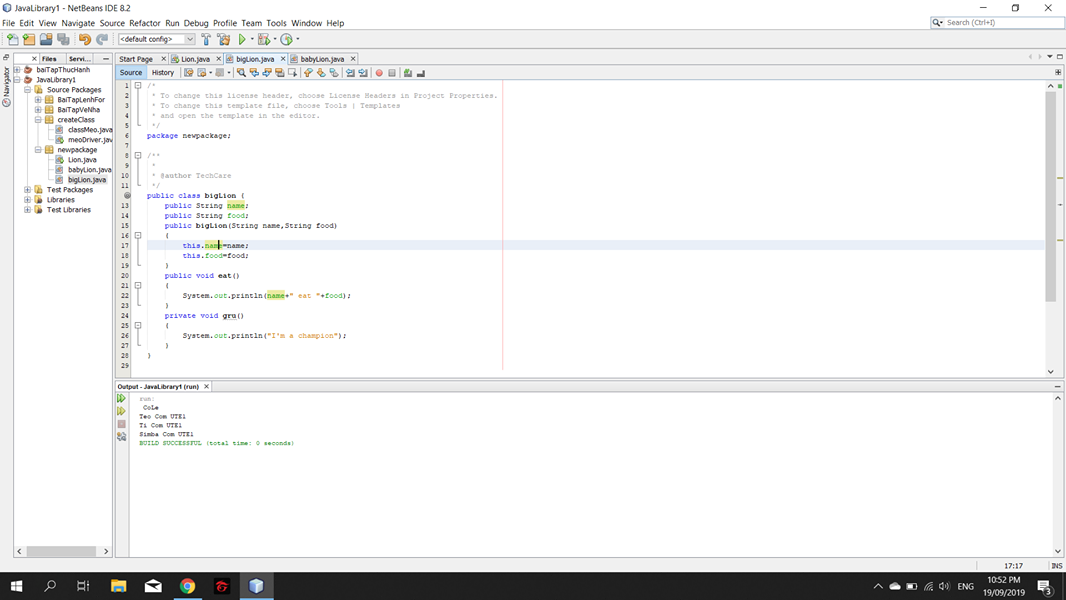 JavaLibrary1 - NetBeans IDE 8.2
File Edit View Navigate Source Refactor Run Debug Profile Team Tools Window Help
Search (Ctrl+I)
<default config>
Files Servi...
Start Page Lion.java bigLion.java babyLion.java
Navigator
Source History
baiTapThucHanh
JavaLibrary1
Source Packages
BaiTapLenhFor
BaiTapVeNha
createClass
classMeo.java
meoDriver.jav
newpackage
Lion.java
babyLion.java
bigLion.java
Test Packages
Libraries
Test Libraries
1 /*
2 * To change this license header, choose License Headers in Project Properties.
3 * To change this template file, choose Tools | Templates
4 * and open the template in the editor.
5 */
6 package newpackage;
7
8 /**
9 *
10 * @author TechCare
11 */
public class bigLion {
13 public String name;
14 public String food;
15 public bigLion(String name,String food)
16 {
17 this.name=name;
18 this.food=food;
19 }
20 public void eat()
21 {
22 System.out.println(name+" eat "+food);
23 }
24 private void gru()
25 {
26 System.out.println("I'm a champion");
27 }
28 }
29
Output - JavaLibrary1 (run)
run:
CoLe
Teo Com UTE1
Ti Com UTE1
Simba Com UTE1
BUILD SUCCESSFUL (total time: 0 seconds)
17:17 INS
ENG
10:52 PM
19/09/2019
3